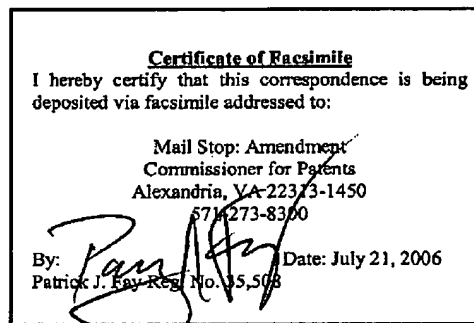 Certificate of Facsimile
I hereby certify that this correspondence is being
deposited via facsimile addressed to:
Mail Stop: Amendment
Commissioner for Patents
Alexandria, VA 22313-1450
571-273-8300
By: Date: July 21, 2006
Patrick J. Fay Reg. No. 35,508